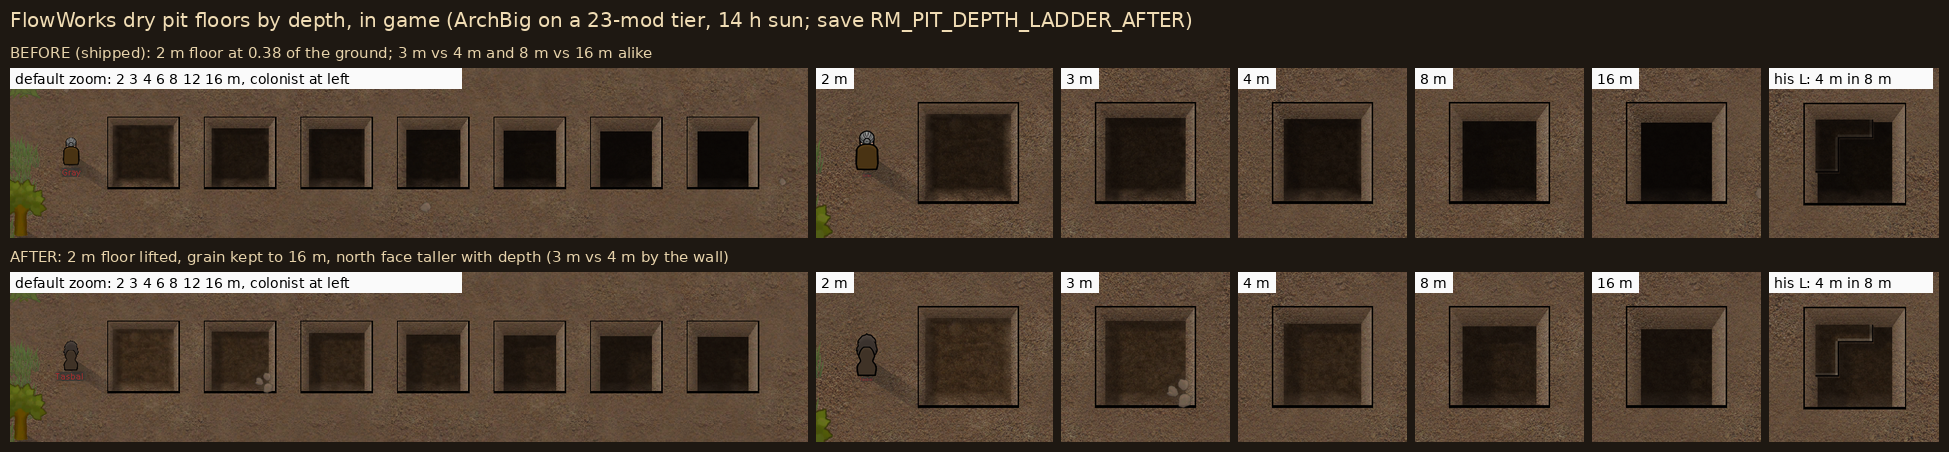 FlowWorks dry pit floors by depth, in game (ArchBig on a 23-mod tier, 14 h sun; save RM_PIT_DEPTH_LADDER_AFTER)
BEFORE (shipped): 2 m floor at 0.38 of the ground; 3 m vs 4 m and 8 m vs 16 m alike
default zoom: 2 3 4 6 8 12 16 m, colonist at left
2 m
3 m
4 m
8 m
16 m
his L: 4 m in 8 m
AFTER: 2 m floor lifted, grain kept to 16 m, north face taller with depth (3 m vs 4 m by the wall)
default zoom: 2 3 4 6 8 12 16 m, colonist at left
2 m
3 m
4 m
8 m
16 m
his L: 4 m in 8 m